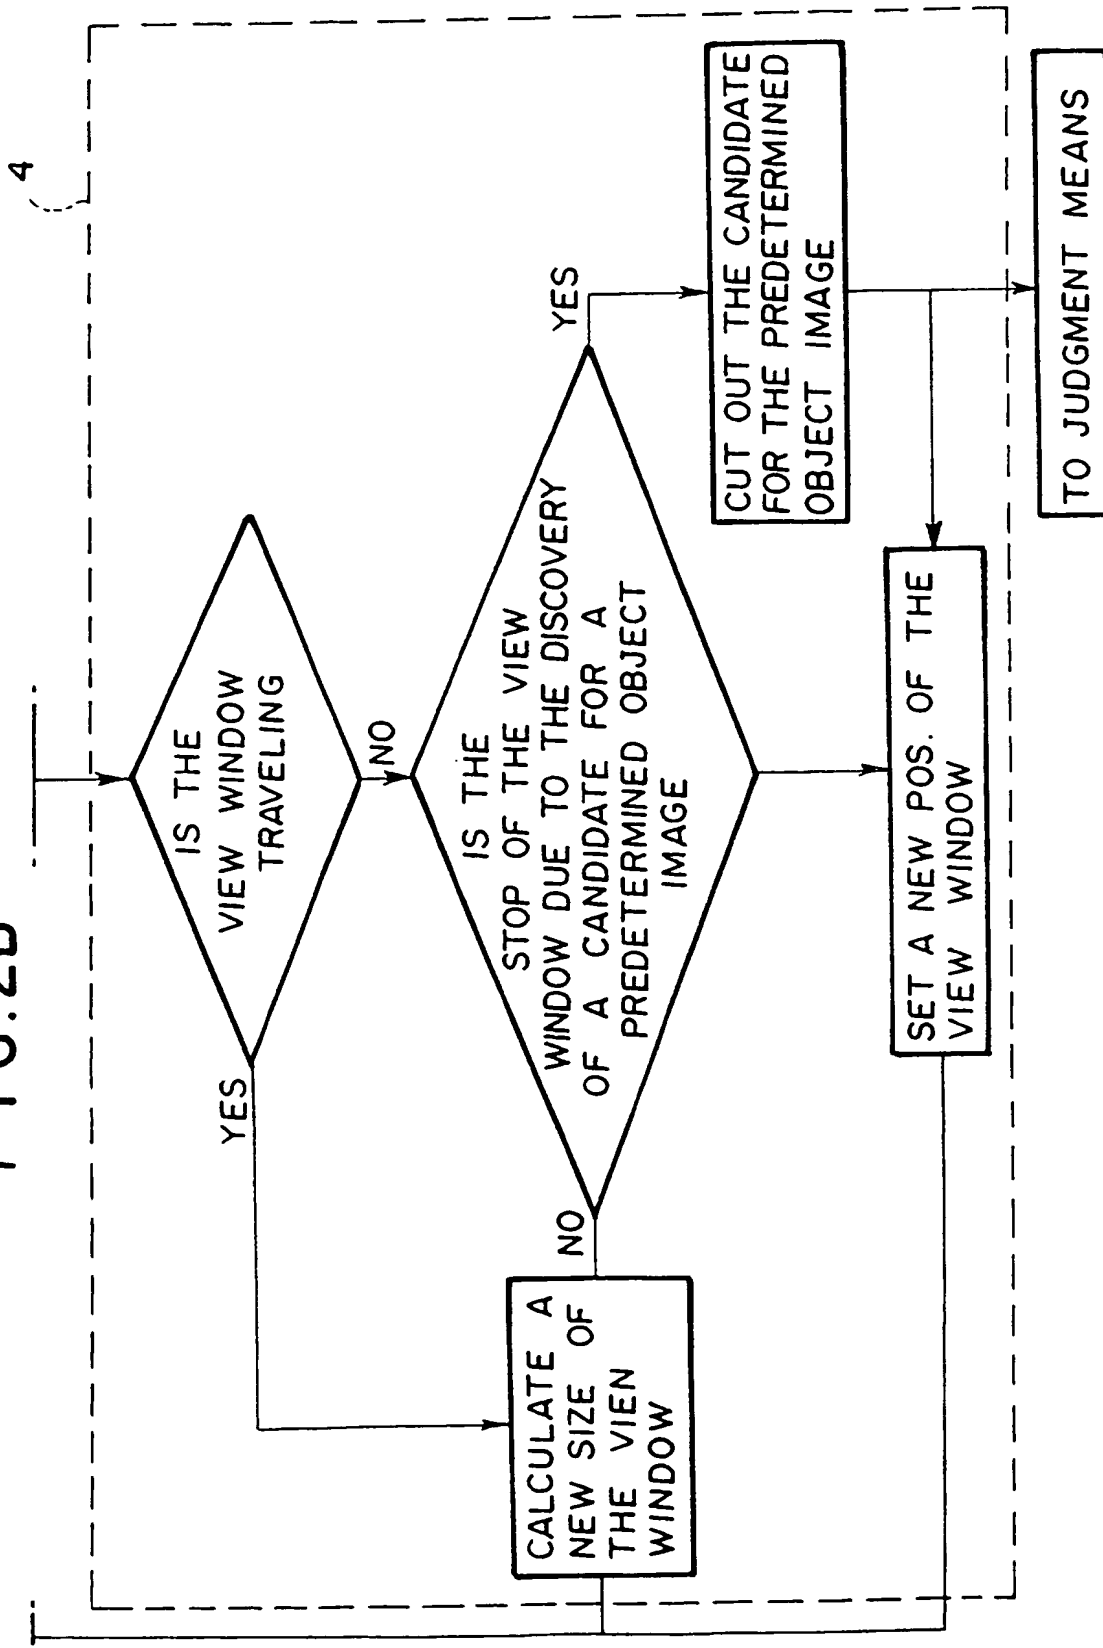 FIG.2B
4
IS THE
VIEW WINDOW
TRAVELING
YES
NO
IS THE
STOP OF THE VIEW
WINDOW DUE TO THE DISCOVERY
OF A CANDIDATE FOR A
PREDETERMINED OBJECT
IMAGE
NO
YES
CALCULATE A
NEW SIZE OF
THE VIEN
WINDOW
CUT OUT THE CANDIDATE
FOR THE PREDETERMINED
OBJECT IMAGE
SET A NEW POS. OF THE
VIEW WINDOW
TO JUDGMENT MEANS